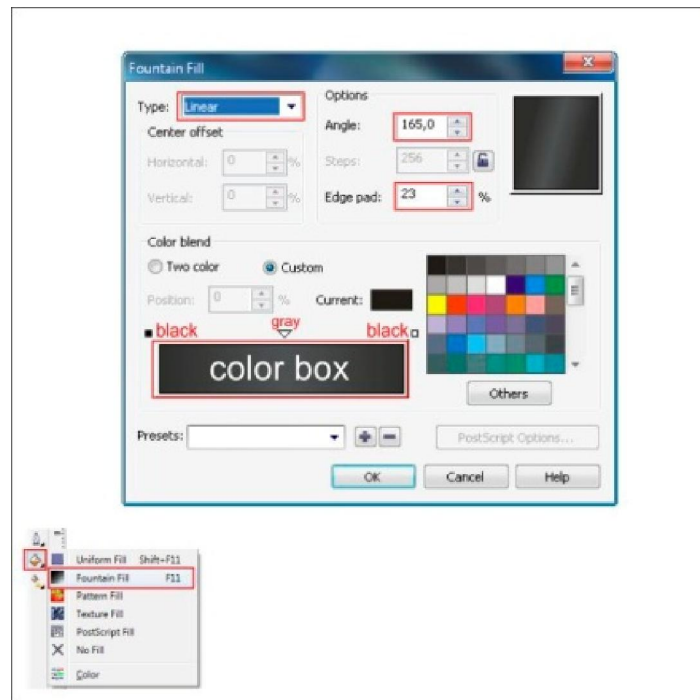 Fountain Fill
Type: Linear
Center offset
Horizontal: 0 %
Vertical: 0 %
Options
Angle: 165,0
Steps: 256
Edge pad: 23 %
Color blend
Two color Custom
Position: 0 % Current:
black gray black
color box
Others
Presets: PostScript Options...
OK Cancel Help
Uniform Fill Shift+F11
Fountain Fill F11
Pattern Fill
Texture Fill
PostScript Fill
No Fill
Color